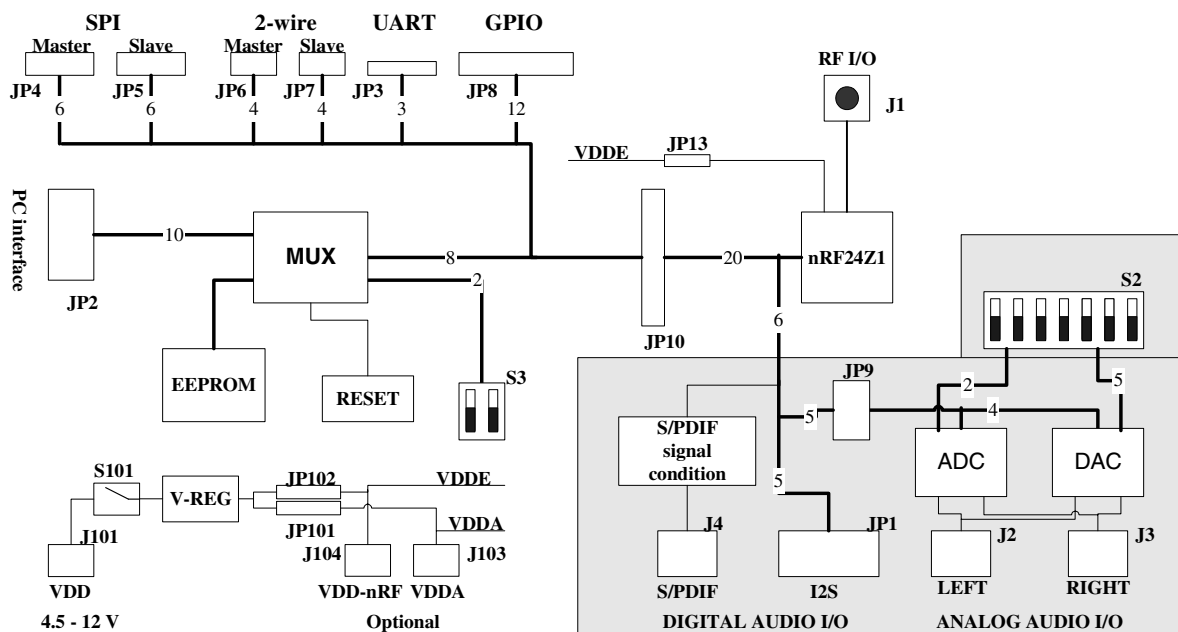 SPI 2-wire UART GPIO
Master Slave Master Slave
JP4 JP5 JP6 JP7 JP3 JP8
6 6 4 4 3 12
RF I/O
J1
VDDE JP13
PC interface
JP2
10
MUX
8
2
JP10
20
nRF24Z1
6
S2
EEPROM
RESET
S3
JP9
2
5
5
4
S/PDIF
signal
condition
ADC
DAC
5
S101
V-REG
JP102
JP101
VDDE
VDDA
J101
VDD
4.5 - 12 V
J104
VDD-nRF
J103
VDDA
Optional
J4
S/PDIF
JP1
I2S
J2
LEFT
J3
RIGHT
DIGITAL AUDIO I/O
ANALOG AUDIO I/O